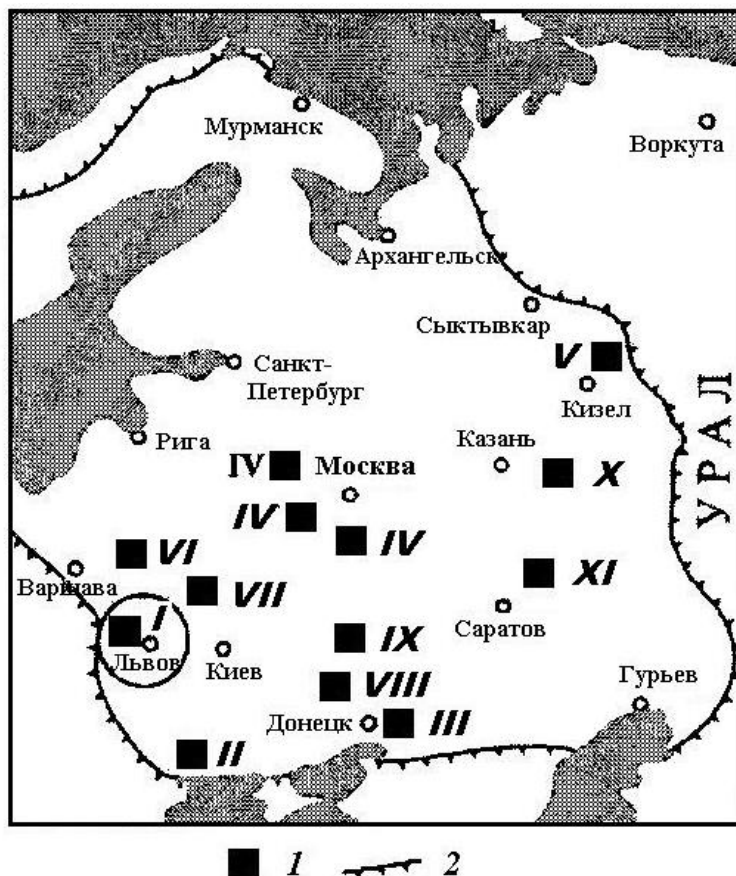 Мурманск
Воркута
Архангельск
Сыктывкар
Санкт-
Петербург
V
Кизел
УРАЛ
Рига
Казань
IV
Москва
X
IV
IV
VI
Варшава
XI
VII
Саратов
I
Львов
Киев
IX
Гурьев
VIII
Донецк
III
II
1
2